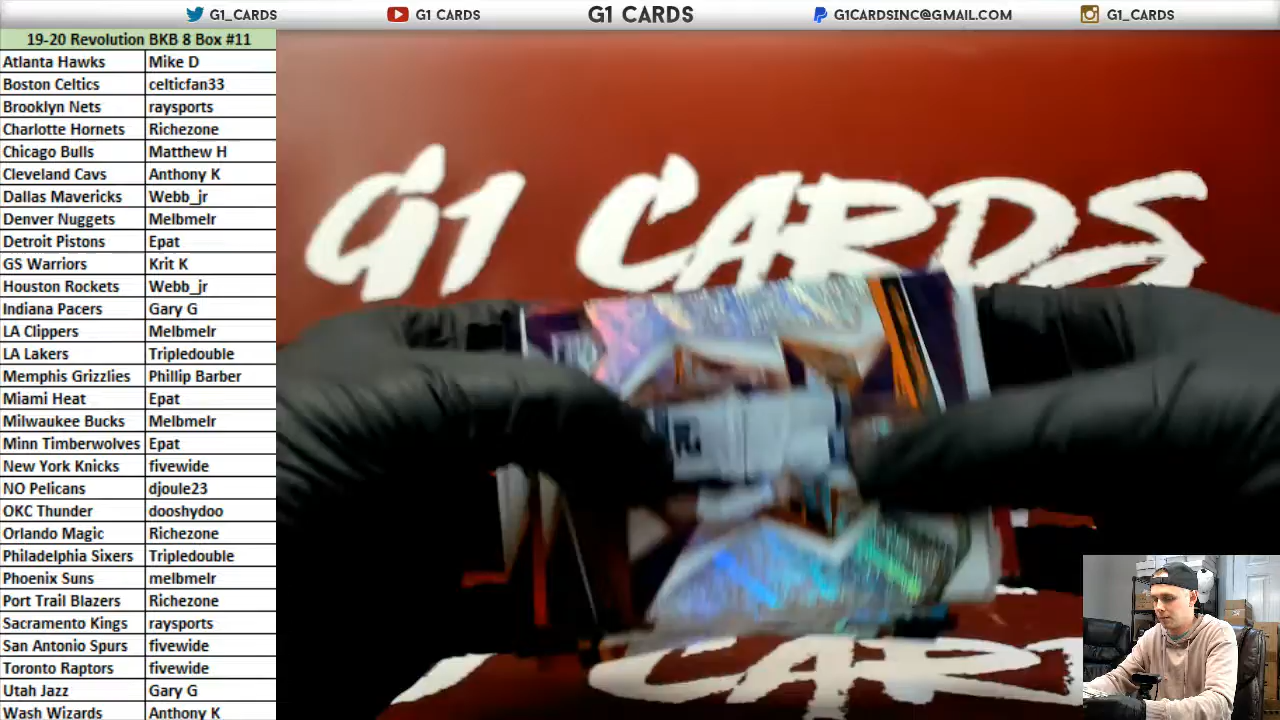 G1_CARDS
G1 CARDS
G1 CARDS
G1CARDSINC@GMAIL.COM
G1_CARDS
19-20 Revolution BKB 8 Box #11
Atlanta Hawks Mike D
Boston Celtics celticfan33
Brooklyn Nets raysports
Charlotte Hornets Richezone
Chicago Bulls Matthew H
Cleveland Cavs Anthony K
Dallas Mavericks Webb_jr
Denver Nuggets Melbmelr
Detroit Pistons Epat
GS Warriors Krit K
Houston Rockets Webb_jr
Indiana Pacers Gary G
LA Clippers Melbmelr
LA Lakers Tripledouble
Memphis Grizzlies Phillip Barber
Miami Heat Epat
Milwaukee Bucks Melbmelr
Minn Timberwolves Epat
New York Knicks fivewide
NO Pelicans djoule23
OKC Thunder dooshydoo
Orlando Magic Richezone
Philadelphia Sixers Tripledouble
Phoenix Suns melbmelr
Port Trail Blazers Richezone
Sacramento Kings raysports
San Antonio Spurs fivewide
Toronto Raptors fivewide
Utah Jazz Gary G
Wash Wizards Anthony K
G1 CARDS
1 CAR